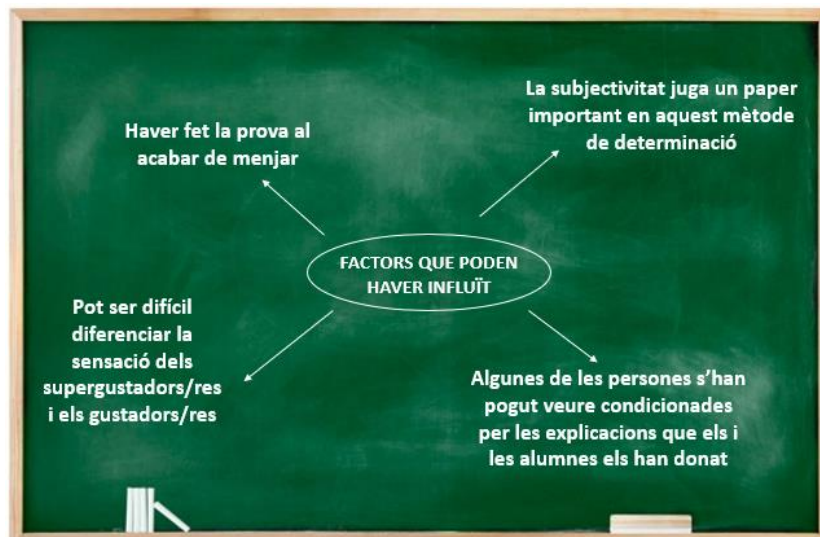 La subjectivitat juga un paper
important en aquest mètode
de determinació
Haver fet la prova al
acabar de menjar
FACTORS QUE PODEN
HAVER INFLUÏT
Pot ser difícil
diferenciar la
sensació dels
supergustadors/res
i els gustadors/res
Algunes de les persones s’han
pogut veure condicionades
per les explicacions que els i
les alumnes els han donat